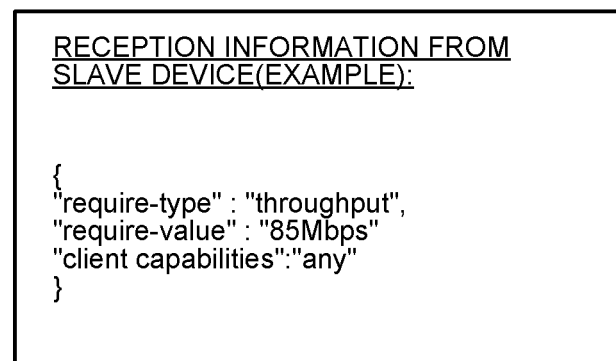 RECEPTION INFORMATION FROM
SLAVE DEVICE(EXAMPLE):
{
"require-type" : "throughput",
"require-value" : "85Mbps"
"client capabilities":"any"
}